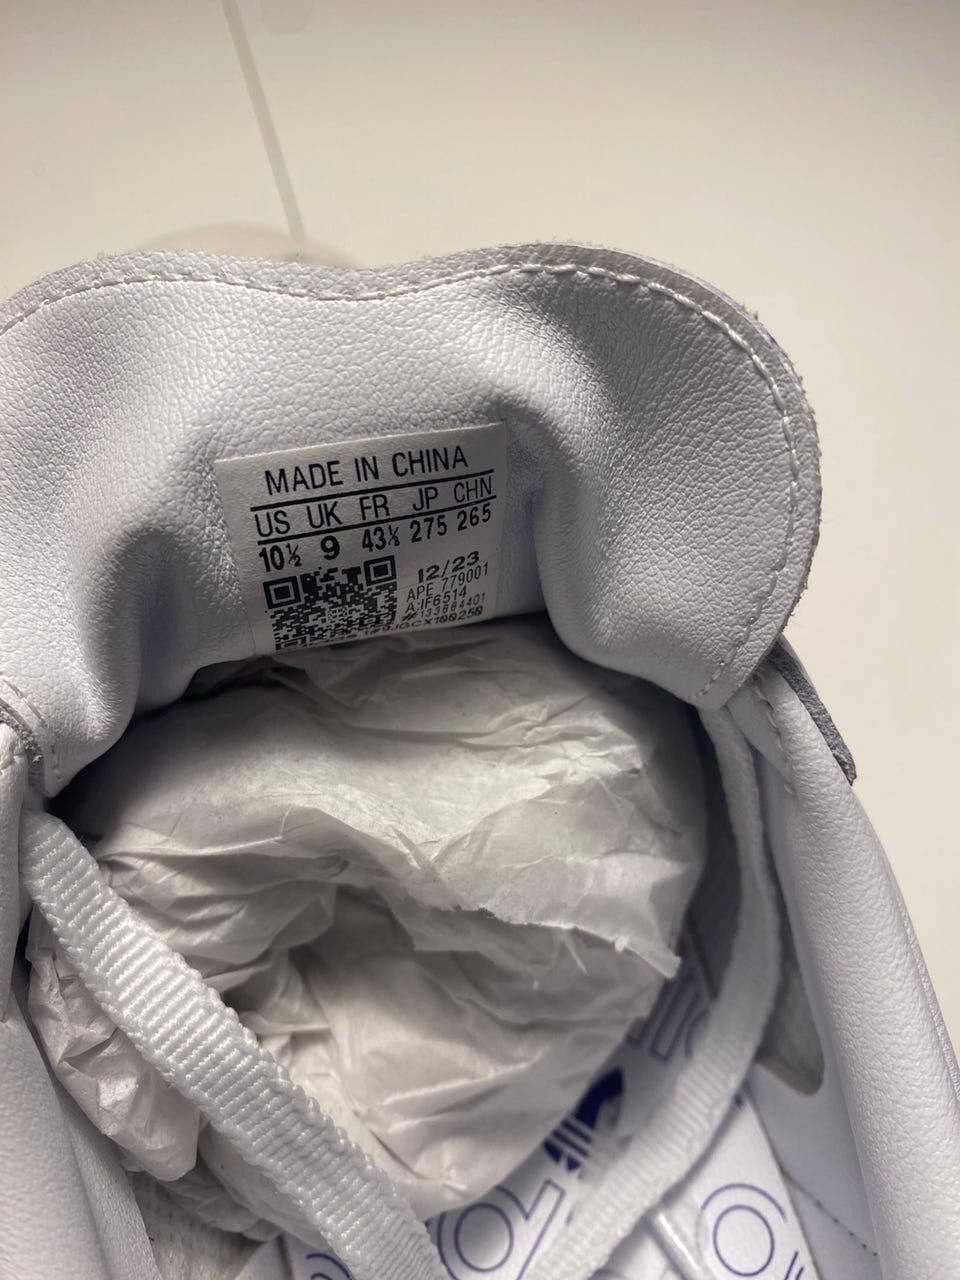 MADE IN CHINA
US UK FR JP CHN
10½ 9 43⅓ 275 265
12/23
APE 779001
A:IF6514